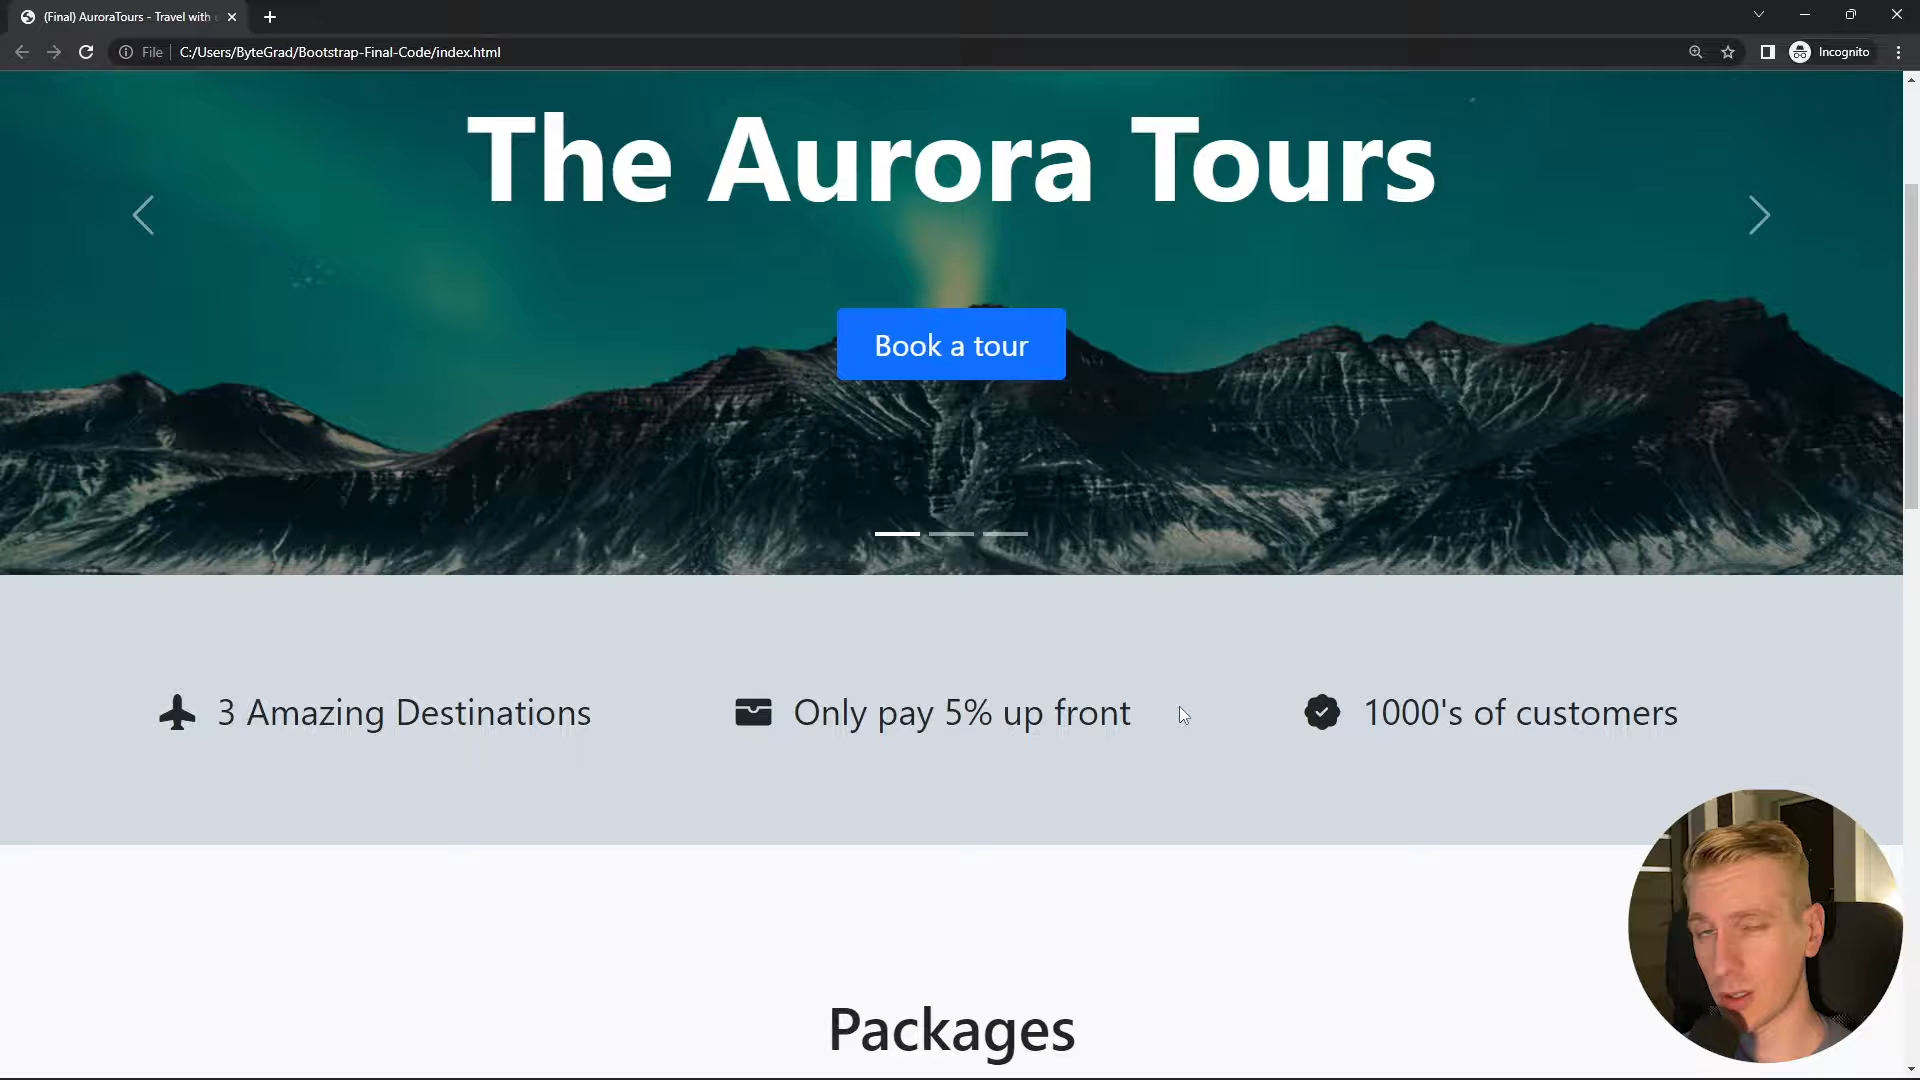 (Final) AuroraTours - Travel with
File
C:/Users/ByteGrad/Bootstrap-Final-Code/index.html
Incognito
The Aurora Tours
Book a tour
3 Amazing Destinations
Only pay 5% up front
1000's of customers
Packages